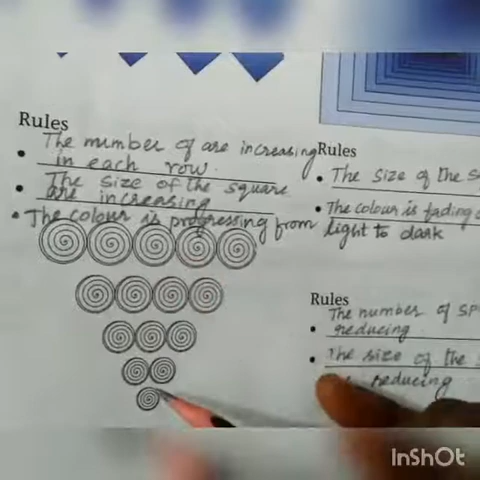 Rules
The number of are increasing
in each row.
The size of the square
are increasing
The colour is progressing from light to dark
Rules
The size of the s
The colour is fading
Rules
The number of sp
reducing
The size of the
reducing
InShOt